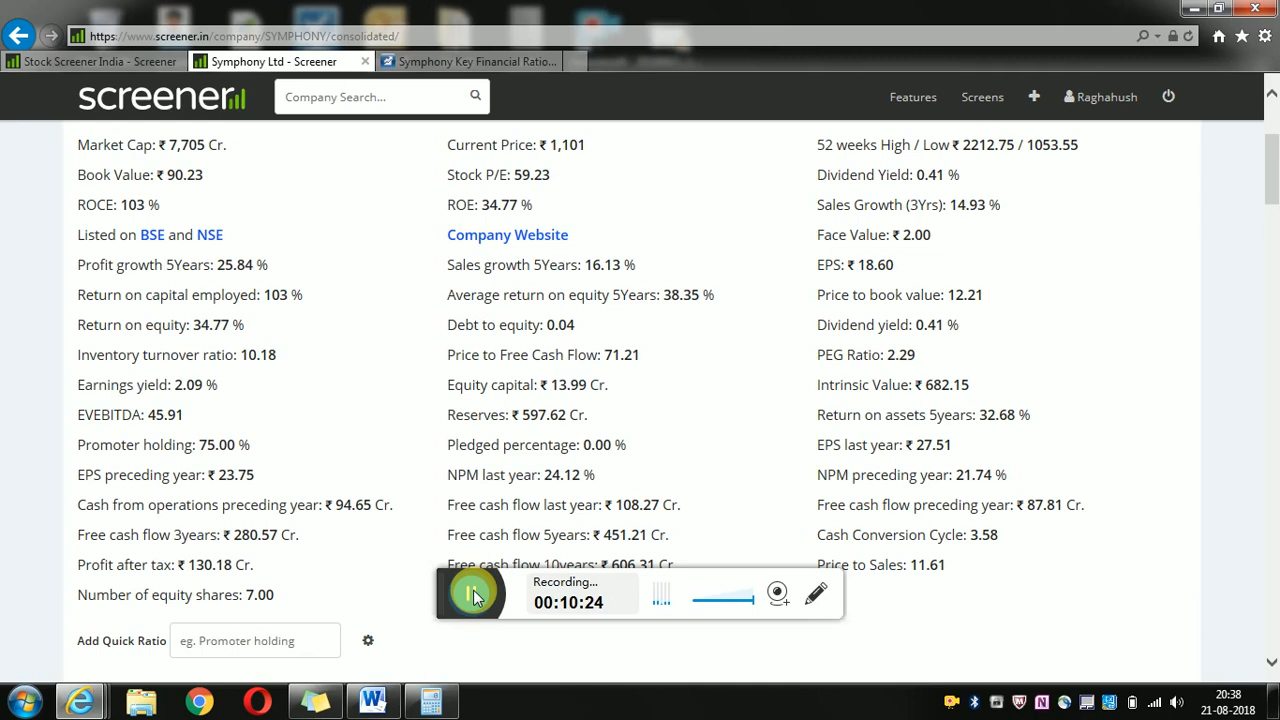 https://www.screener.in/company/SYMPHONY/consolidated/
Stock Screener India - Screener
Symphony Ltd - Screener
Symphony Key Financial Ratio...
screener
Company Search...
Features
Screens
Raghahush
Market Cap: ₹ 7,705 Cr.
Current Price: ₹ 1,101
52 weeks High / Low ₹ 2212.75 / 1053.55
Book Value: ₹ 90.23
Stock P/E: 59.23
Dividend Yield: 0.41 %
ROCE: 103 %
ROE: 34.77 %
Sales Growth (3Yrs): 14.93 %
Listed on BSE and NSE
Company Website
Face Value: ₹ 2.00
Profit growth 5Years: 25.84 %
Sales growth 5Years: 16.13 %
EPS: ₹ 18.60
Return on capital employed: 103 %
Average return on equity 5Years: 38.35 %
Price to book value: 12.21
Return on equity: 34.77 %
Debt to equity: 0.04
Dividend yield: 0.41 %
Inventory turnover ratio: 10.18
Price to Free Cash Flow: 71.21
PEG Ratio: 2.29
Earnings yield: 2.09 %
Equity capital: ₹ 13.99 Cr.
Intrinsic Value: ₹ 682.15
EVEBITDA: 45.91
Reserves: ₹ 597.62 Cr.
Return on assets 5years: 32.68 %
Promoter holding: 75.00 %
Pledged percentage: 0.00 %
EPS last year: ₹ 27.51
EPS preceding year: ₹ 23.75
NPM last year: 24.12 %
NPM preceding year: 21.74 %
Cash from operations preceding year: ₹ 94.65 Cr.
Free cash flow last year: ₹ 108.27 Cr.
Free cash flow preceding year: ₹ 87.81 Cr.
Free cash flow 3years: ₹ 280.57 Cr.
Free cash flow 5years: ₹ 451.21 Cr.
Cash Conversion Cycle: 3.58
Profit after tax: ₹ 130.18 Cr.
Free cash flow 10years: ₹ 606.31 Cr.
Price to Sales: 11.61
Number of equity shares: 7.00
Recording...
00:10:24
Add Quick Ratio
eg. Promoter holding
20:38
21-08-2018